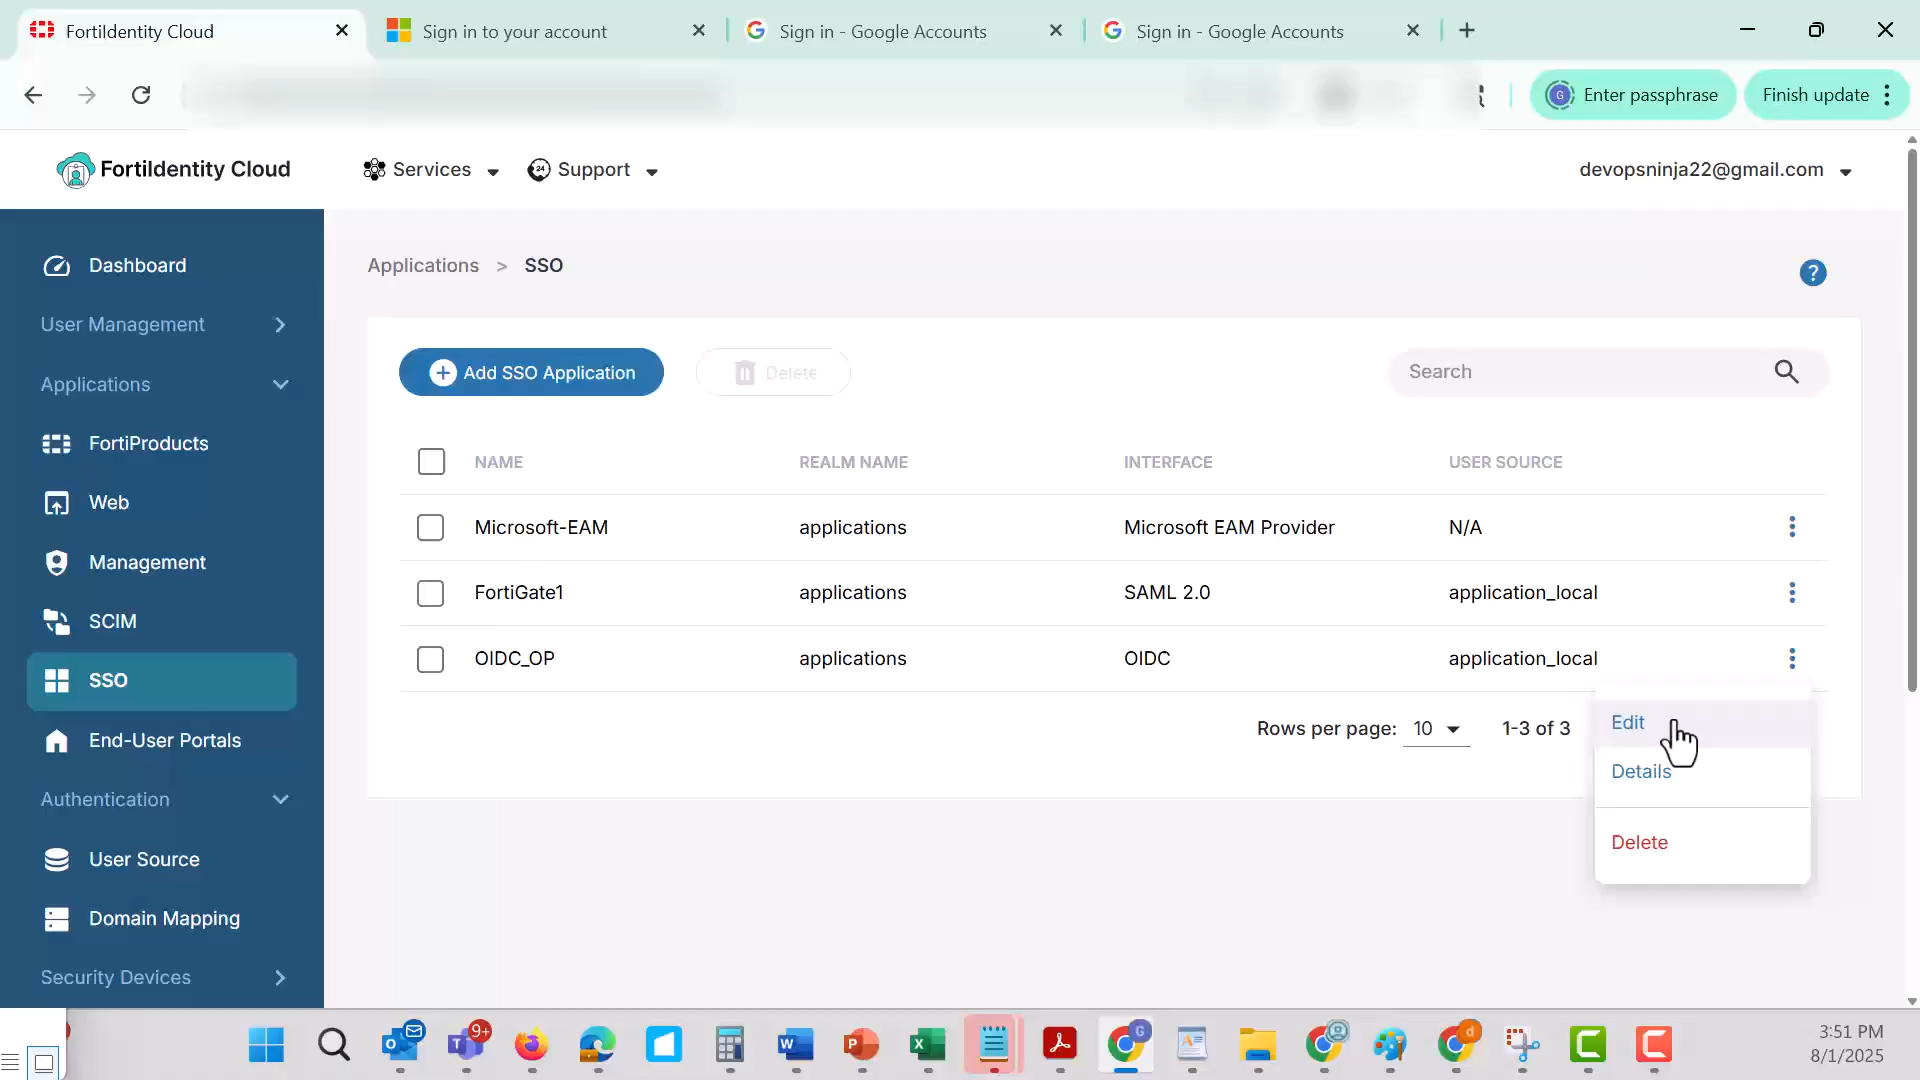 FortiIdentity Cloud
Sign in to your account
Sign in - Google Accounts
Sign in - Google Accounts
Enter passphrase
Finish update
FortiIdentity Cloud
Services
Support
devopsninja22@gmail.com
Dashboard
User Management
Applications
FortiProducts
Web
Management
SCIM
SSO
End-User Portals
Authentication
User Source
Domain Mapping
Security Devices
Applications > SSO
Add SSO Application
Delete
Search
NAME REALM NAME INTERFACE USER SOURCE
Microsoft-EAM applications Microsoft EAM Provider N/A
FortiGate1 applications SAML 2.0 application_local
OIDC_OP applications OIDC application_local
Rows per page: 10 1-3 of 3
Edit
Details
Delete
9+
3:51 PM
8/1/2025